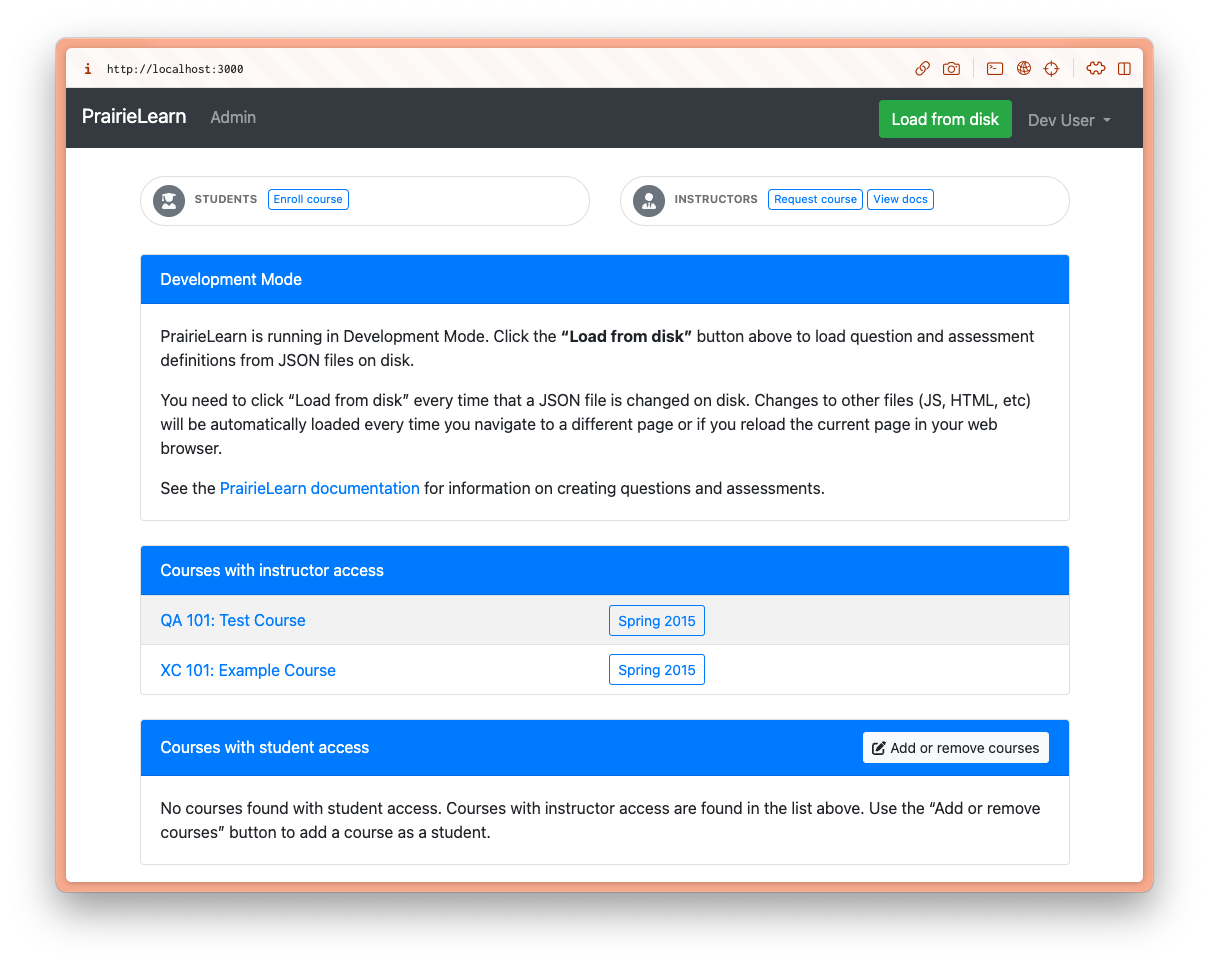 http://localhost:3000
PrairieLearn Admin Load from disk Dev User
STUDENTS Enroll course INSTRUCTORS Request course View docs
Development Mode
PrairieLearn is running in Development Mode. Click the “Load from disk” button above to load question and assessment
definitions from JSON files on disk.
You need to click “Load from disk” every time that a JSON file is changed on disk. Changes to other files (JS, HTML, etc)
will be automatically loaded every time you navigate to a different page or if you reload the current page in your web
browser.
See the PrairieLearn documentation for information on creating questions and assessments.
Courses with instructor access
QA 101: Test Course Spring 2015
XC 101: Example Course Spring 2015
Courses with student access Add or remove courses
No courses found with student access. Courses with instructor access are found in the list above. Use the “Add or remove
courses” button to add a course as a student.